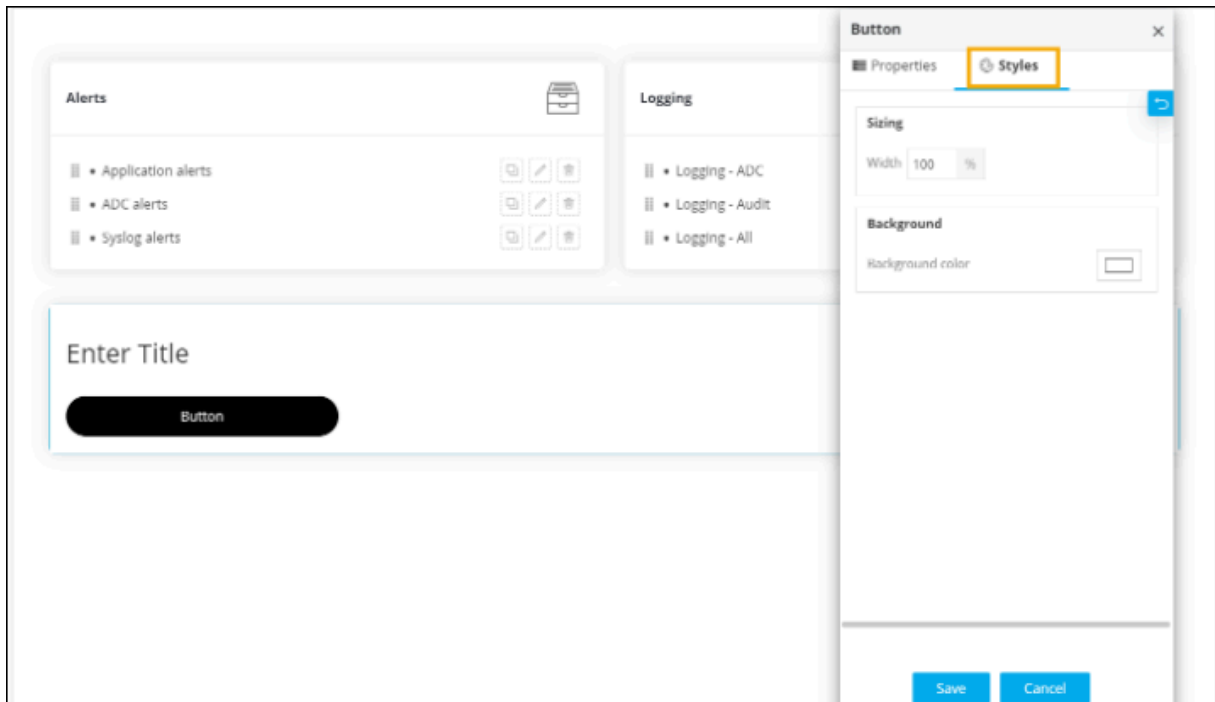 Button
Properties
Styles
Alerts
Logging
Sizing
Width 100 %
• Application alerts
• ADC alerts
• Syslog alerts
• Logging - ADC
• Logging - Audit
• Logging - All
Background
Background color
Enter Title
Button
Save
Cancel